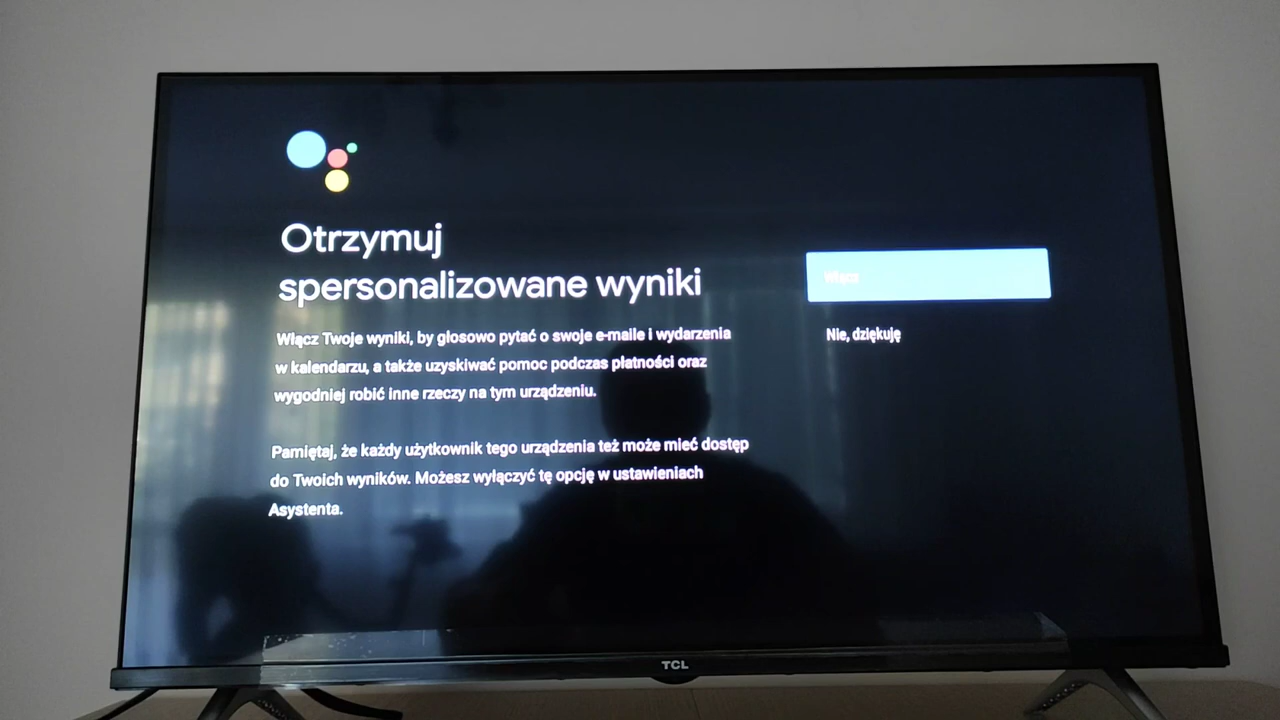 Otrzymuj
spersonalizowane wyniki
Włącz Twoje wyniki, by głosowo pytać o swoje e-maile i wydarzenia
w kalendarzu, a także uzyskiwać pomoc podczas płatności oraz
wygodniej robić inne rzeczy na tym urządzeniu.
Pamiętaj, że każdy użytkownik tego urządzenia też może mieć dostęp
do Twoich wyników. Możesz wyłączyć tę opcję w ustawieniach
Asystenta.
Włącz
Nie, dziękuję
TCL